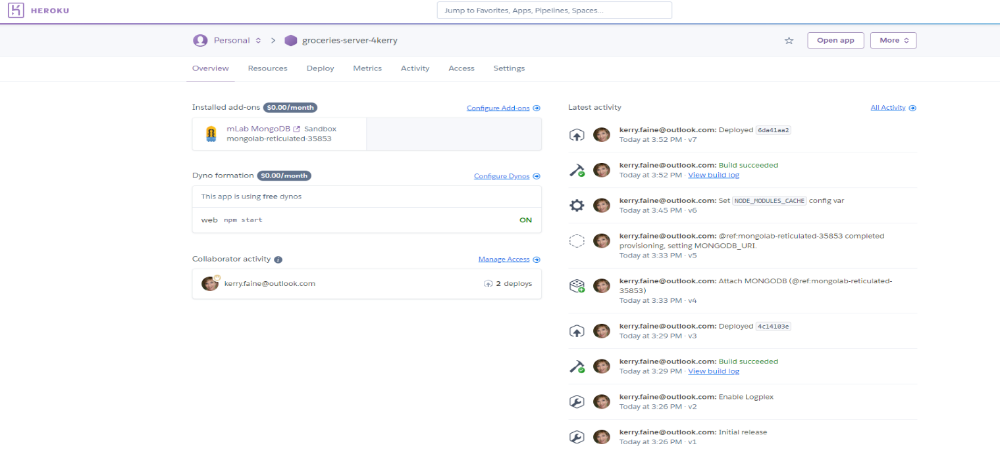 HEROKU
Jump to Favorites, Apps, Pipelines, Spaces...
Personal > groceries-server-4kerry
Open app
More
Overview Resources Deploy Metrics Activity Access Settings
Installed add-ons $0.00/month
Configure Add-ons
mLab MongoDB Sandbox
mongolab-reticulated-35853
Dyno formation $0.00/month
Configure Dynos
This app is using free dynos
web npm start ON
Collaborator activity
Manage Access
kerry.faine@outlook.com
2 deploys
Latest activity
All Activity
kerry.faine@outlook.com: Deployed 6da41aa2
Today at 3:52 PM · v7
kerry.faine@outlook.com: Build succeeded
Today at 3:52 PM · View build log
kerry.faine@outlook.com: Set NODE_MODULES_CACHE config var
Today at 3:45 PM · v6
kerry.faine@outlook.com: @ref:mongolab-reticulated-35853 completed
provisioning, setting MONGODB_URI.
Today at 3:33 PM · v5
kerry.faine@outlook.com: Attach MONGODB (@ref:mongolab-reticulated-
35853)
Today at 3:33 PM · v4
kerry.faine@outlook.com: Deployed 4c14103e
Today at 3:29 PM · v3
kerry.faine@outlook.com: Build succeeded
Today at 3:29 PM · View build log
kerry.faine@outlook.com: Enable Logplex
Today at 3:26 PM · v2
kerry.faine@outlook.com: Initial release
Today at 3:26 PM · v1